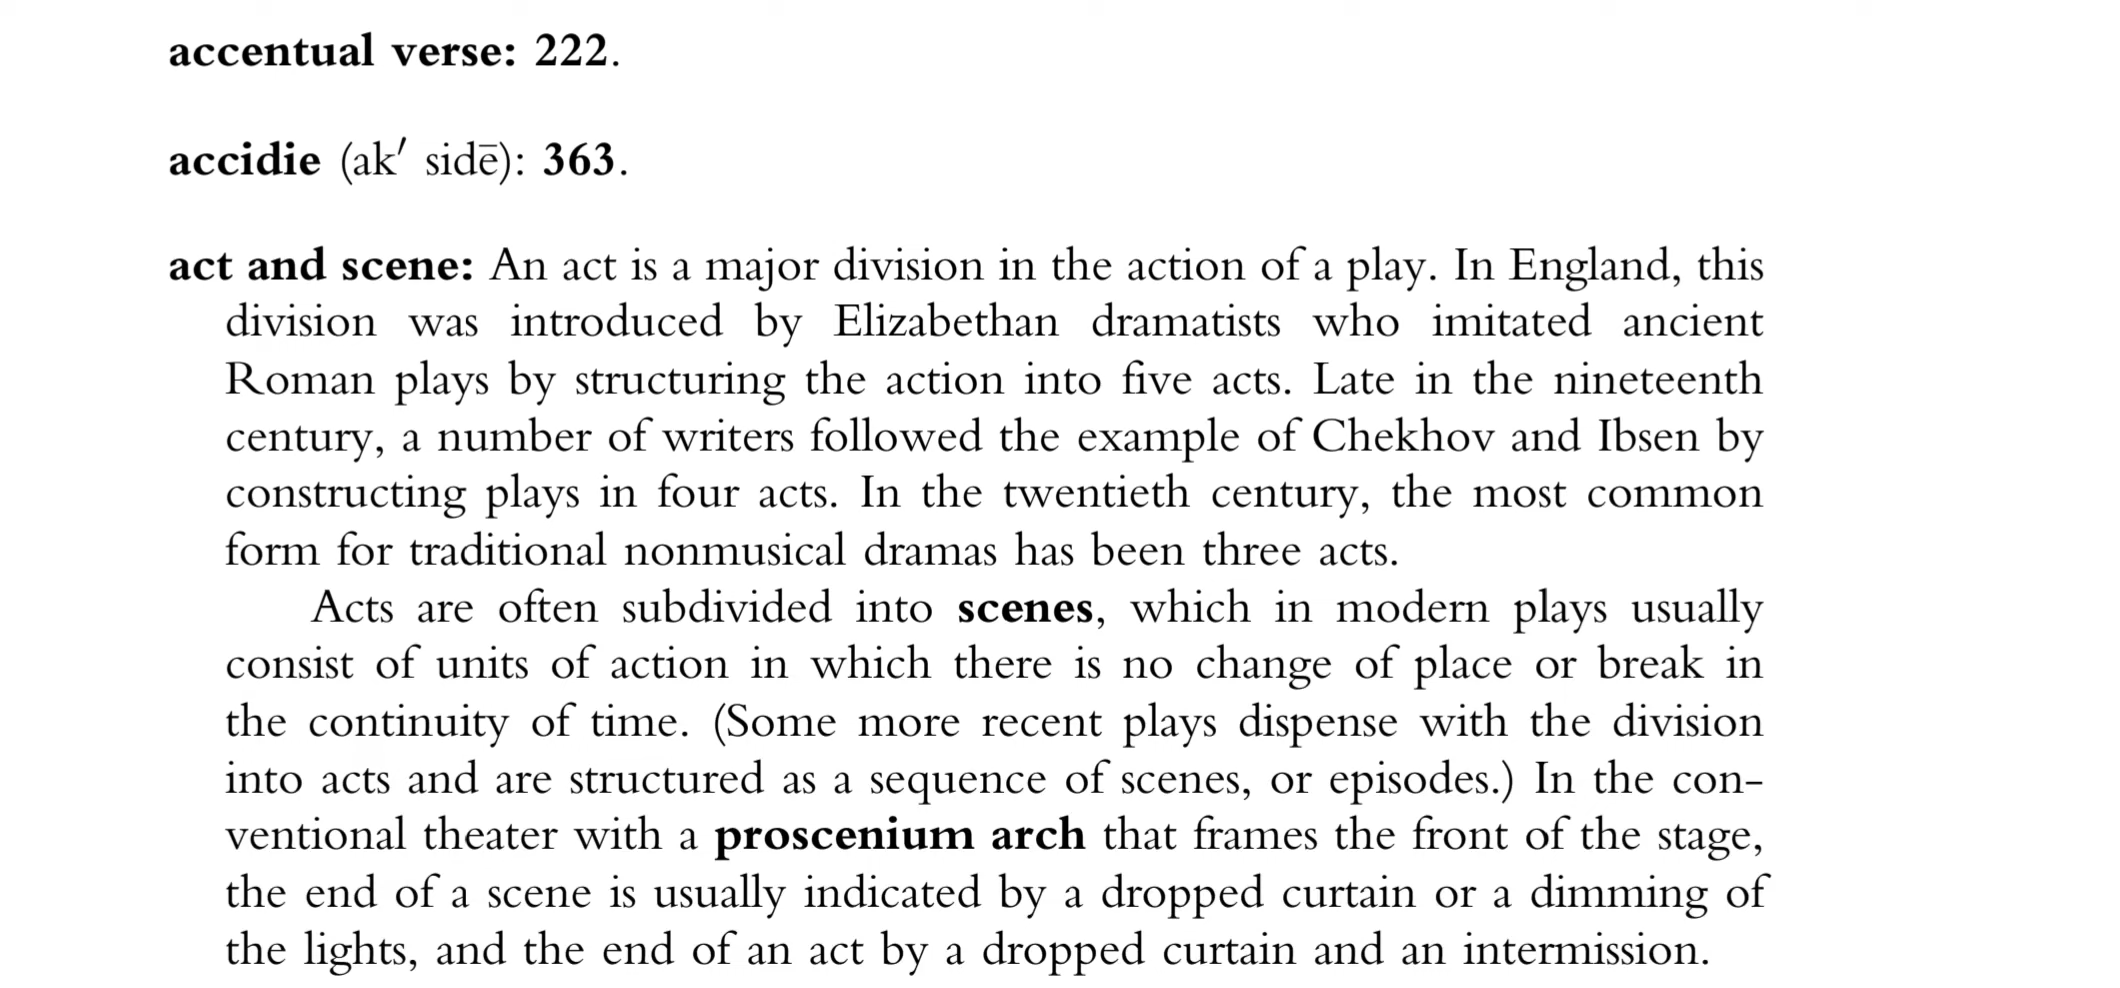 accentual verse: 222.
accidie (ak′ sidē): 363.
act and scene: An act is a major division in the action of a play. In England, this
division was introduced by Elizabethan dramatists who imitated ancient
Roman plays by structuring the action into five acts. Late in the nineteenth
century, a number of writers followed the example of Chekhov and Ibsen by
constructing plays in four acts. In the twentieth century, the most common
form for traditional nonmusical dramas has been three acts.
Acts are often subdivided into scenes, which in modern plays usually
consist of units of action in which there is no change of place or break in
the continuity of time. (Some more recent plays dispense with the division
into acts and are structured as a sequence of scenes, or episodes.) In the con-
ventional theater with a proscenium arch that frames the front of the stage,
the end of a scene is usually indicated by a dropped curtain or a dimming of
the lights, and the end of an act by a dropped curtain and an intermission.